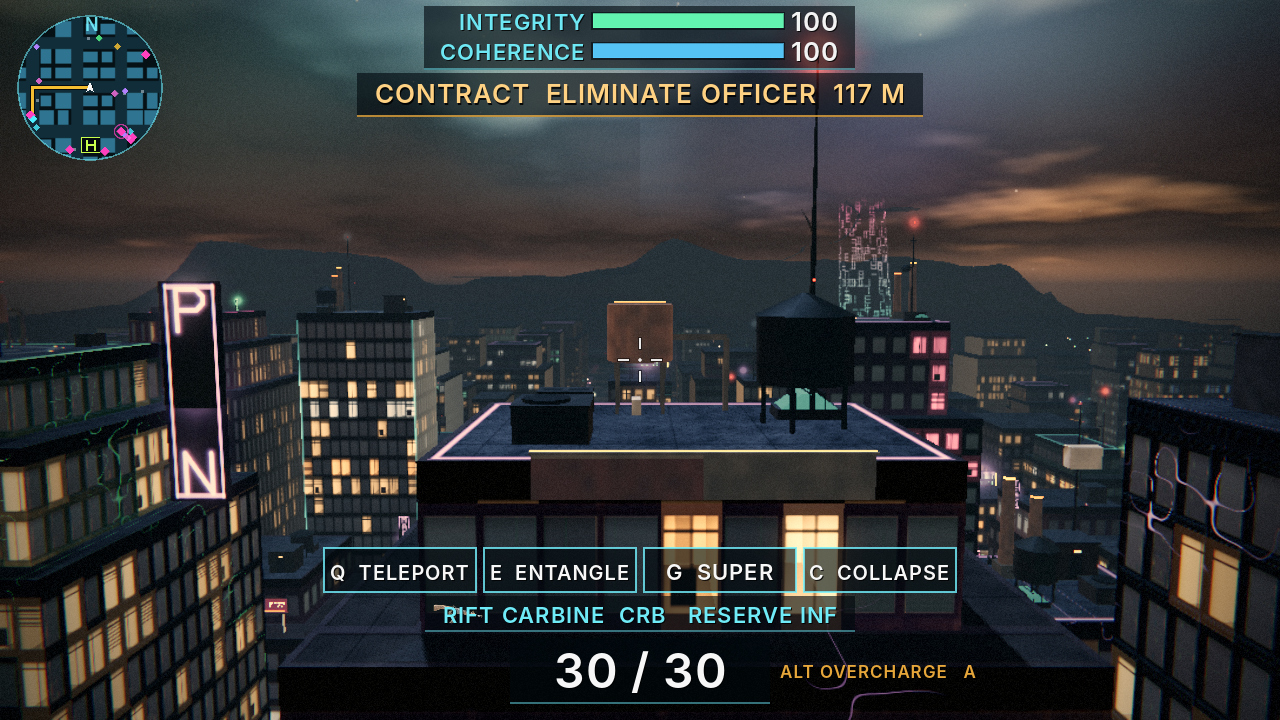 N
INTEGRITY 100
COHERENCE 100
CONTRACT ELIMINATE OFFICER 117 M
H
P
N
Q TELEPORT
E ENTANGLE
G SUPER
C COLLAPSE
RIFT CARBINE CRB RESERVE INF
30 / 30
ALT OVERCHARGE A